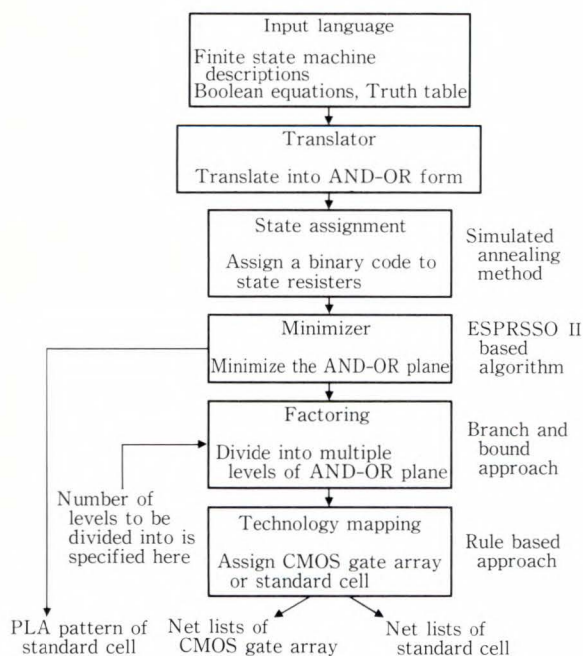 Input language
Finite state machine
descriptions
Boolean equations, Truth table
Translator
Translate into AND-OR form
State assignment
Assign a binary code to
state resisters
Simulated
annealing
method
Minimizer
Minimize the AND-OR plane
ESPRSSO II
based
algorithm
Factoring
Divide into multiple
levels of AND-OR plane
Branch and
bound
approach
Number of
levels to be
divided into is
specified here
Technology mapping
Assign CMOS gate array
or standard cell
Rule based
approach
PLA pattern of
standard cell
Net lists of
CMOS gate array
Net lists of
standard cell